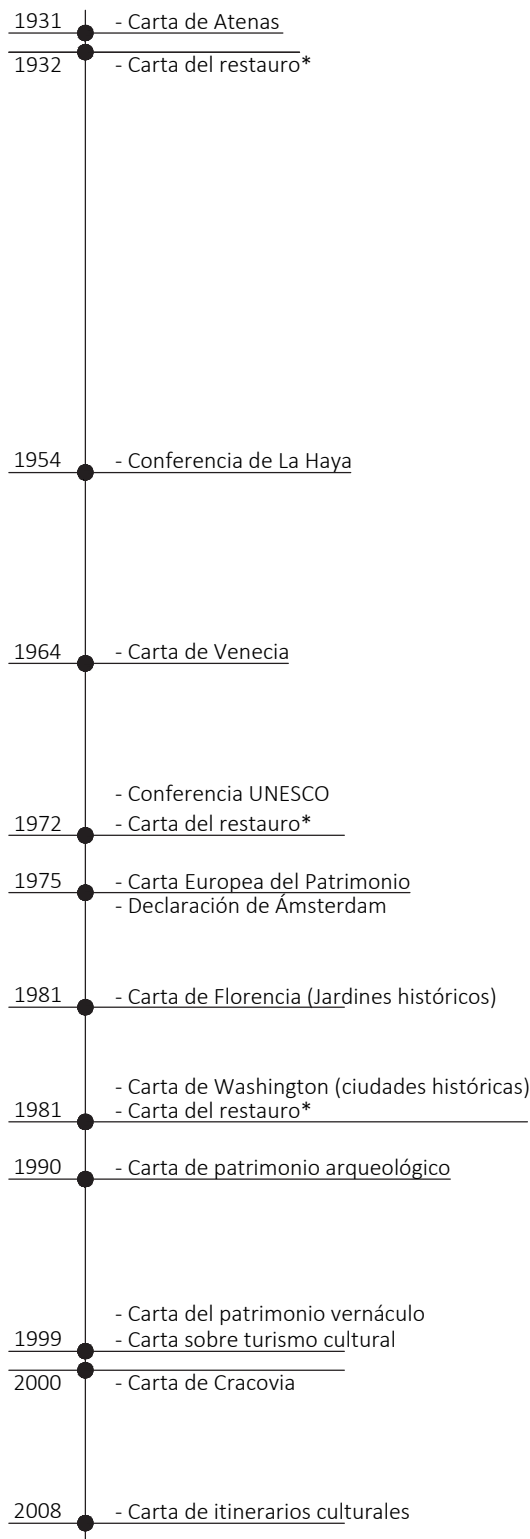 1931 - Carta de Atenas
1932 - Carta del restauro*
1954 - Conferencia de La Haya
1964 - Carta de Venecia
- Conferencia UNESCO
1972 - Carta del restauro*
1975 - Carta Europea del Patrimonio
- Declaración de Ámsterdam
1981 - Carta de Florencia (Jardines históricos)
- Carta de Washington (ciudades históricas)
1981 - Carta del restauro*
1990 - Carta de patrimonio arqueológico
- Carta del patrimonio vernáculo
1999 - Carta sobre turismo cultural
2000 - Carta de Cracovia
2008 - Carta de itinerarios culturales